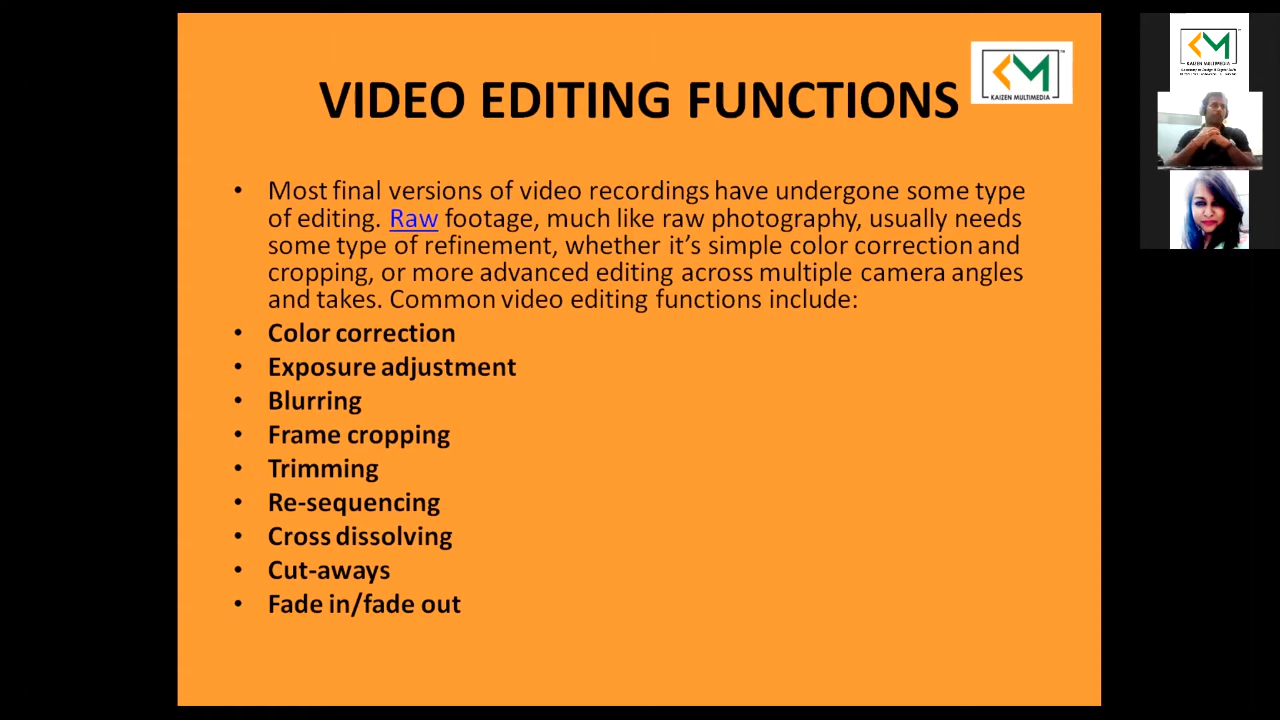 VIDEO EDITING FUNCTIONS
KAIZEN MULTIMEDIA
• Most final versions of video recordings have undergone some type
of editing. Raw footage, much like raw photography, usually needs
some type of refinement, whether it’s simple color correction and
cropping, or more advanced editing across multiple camera angles
and takes. Common video editing functions include:
• Color correction
• Exposure adjustment
• Blurring
• Frame cropping
• Trimming
• Re-sequencing
• Cross dissolving
• Cut-aways
• Fade in/fade out
KAIZEN MULTIMEDIA